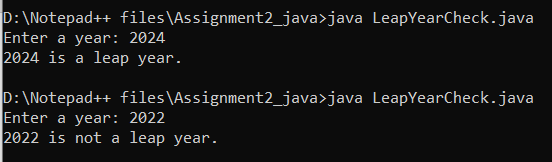 D:\Notepad++ files\Assignment2_java>java LeapYearCheck.java
Enter a year: 2024
2024 is a leap year.
D:\Notepad++ files\Assignment2_java>java LeapYearCheck.java
Enter a year: 2022
2022 is not a leap year.